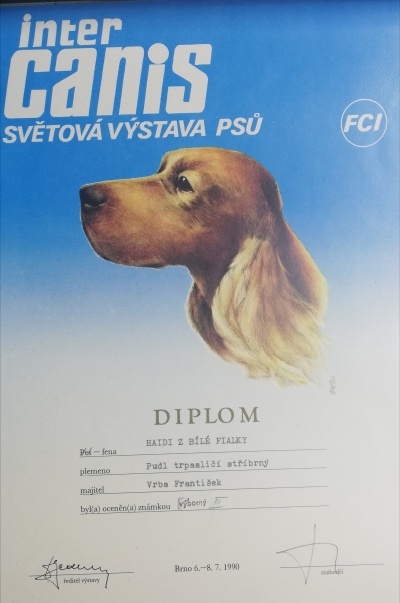 inter
canis
SVĚTOVÁ VÝSTAVA PSŮ
FCI
DIPLOM
Pes – fena HAIDI Z BÍLÉ FIALKY
plemeno Pudl trpasličí stříbrný
majitel Vrba František
byl(a) oceněn(a) známkou výborný III
ředitel výstavy
Brno 6.–8. 7. 1990
rozhodčí